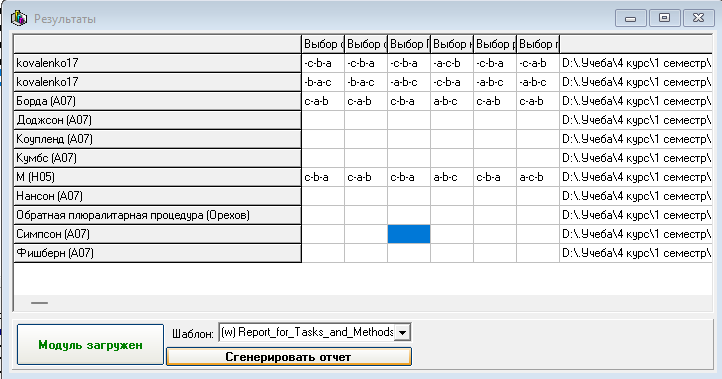 Результаты
Выбор с Выбор с Выбор Г Выбор н Выбор р Выбор п
kovalenko17 -c-b-a -c-b-a -c-b-a -a-c-b -c-b-a -c-b-a D:\.Учеба\4 курс\1 семестр\
kovalenko17 -b-a-c -b-a-c -a-b-c -c-b-a -a-b-c -a-b-c D:\.Учеба\4 курс\1 семестр\
Борда (A07) c-a-b c-a-b c-b-a a-b-c c-b-a c-a-b D:\.Учеба\4 курс\1 семестр\
Доджсон (A07) D:\.Учеба\4 курс\1 семестр\
Коупленд (A07) D:\.Учеба\4 курс\1 семестр\
Кумбс (A07) D:\.Учеба\4 курс\1 семестр\
М (H05) c-b-a c-a-b c-b-a a-b-c c-b-a a-c-b D:\.Учеба\4 курс\1 семестр\
Нансон (A07) D:\.Учеба\4 курс\1 семестр\
Обратная плюралитарная процедура (Орехов) D:\.Учеба\4 курс\1 семестр\
Симпсон (A07) D:\.Учеба\4 курс\1 семестр\
Фишберн (A07) D:\.Учеба\4 курс\1 семестр\
Модуль загружен
Шаблон: (w) Report_for_Tasks_and_Methods
Сгенерировать отчет